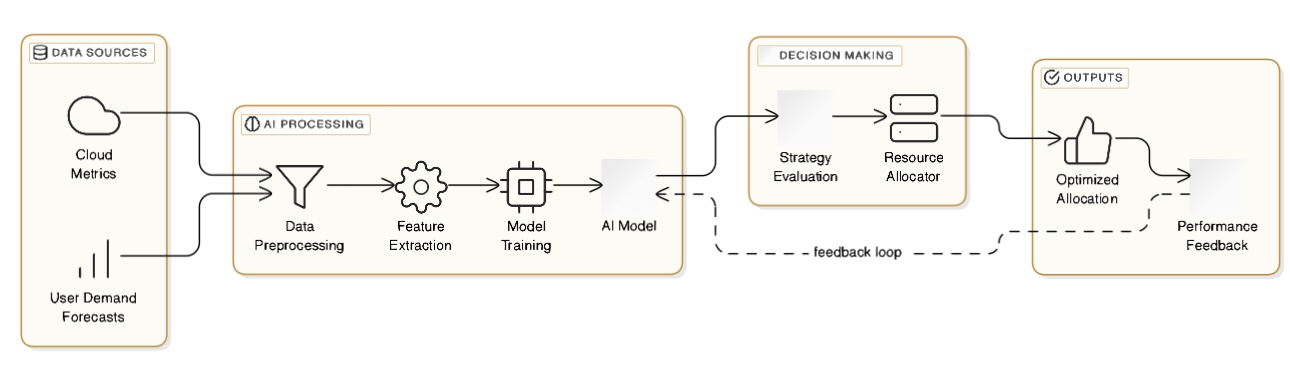 DATA SOURCES
Cloud
Metrics
User Demand
Forecasts
AI PROCESSING
Data
Preprocessing
Feature
Extraction
Model
Training
AI Model
DECISION MAKING
Strategy
Evaluation
Resource
Allocator
OUTPUTS
Optimized
Allocation
Performance
Feedback
feedback loop